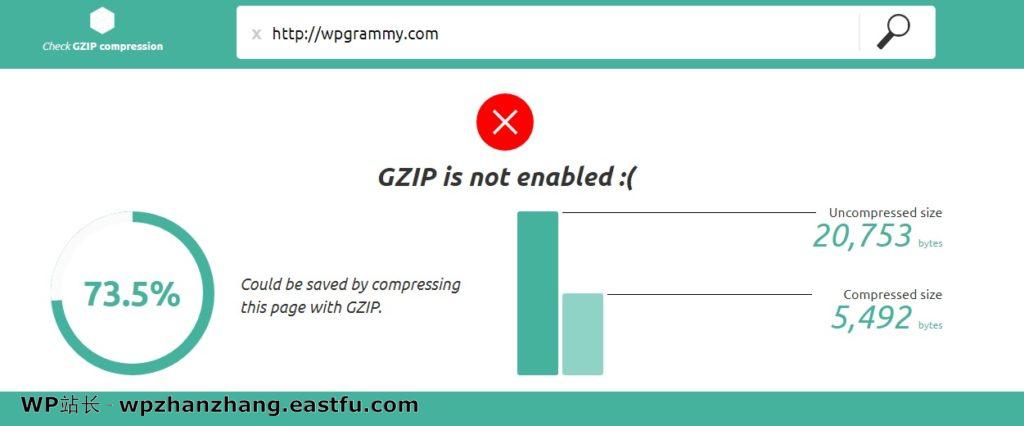 Check GZIP compression
x http://wpgrammy.com
GZIP is not enabled :(
73.5%
Could be saved by compressing
this page with GZIP.
Uncompressed size
20,753 bytes
Compressed size
5,492 bytes
WP站长 - wpzhanzhang.eastfu.com